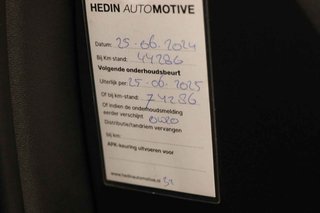 HEDIN AUTOMOTIVE
Datum: 25-06-2024
Bij Km-stand: 44286
Volgende onderhoudsbeurt
Uiterlijk per: 25-06-2025
Of bij km-stand: 74286
Of indien de onderhoudsmelding
eerder verschijnt
Distributie/tandriem vervangen
bij km:
APK-keuring uitvoeren voor
www.hedinautomotive.nl